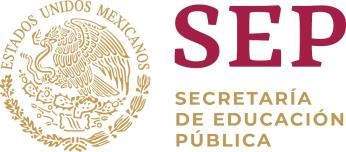 ESTADOS UNIDOS MEXICANOS
SEP
SECRETARÍA
DE EDUCACIÓN
PÚBLICA